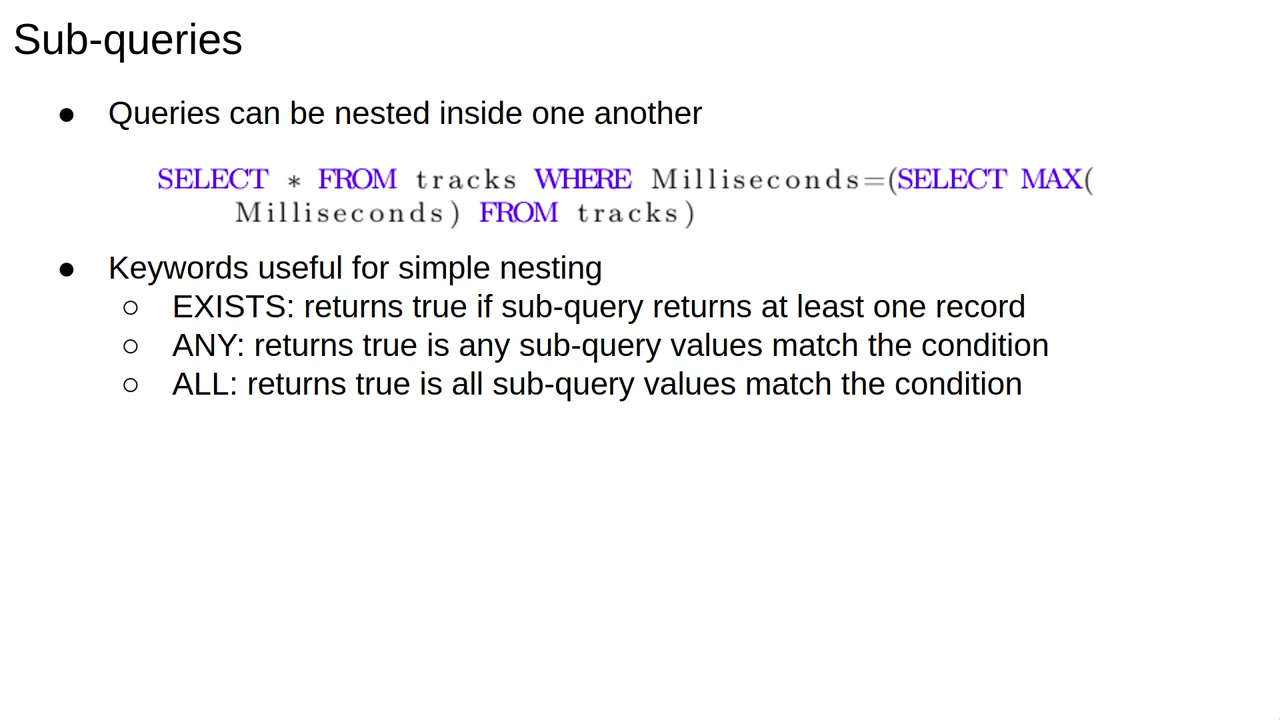 Sub-queries
● Queries can be nested inside one another
SELECT * FROM tracks WHERE Milliseconds=(SELECT MAX(
Milliseconds) FROM tracks)
● Keywords useful for simple nesting
○ EXISTS: returns true if sub-query returns at least one record
○ ANY: returns true is any sub-query values match the condition
○ ALL: returns true is all sub-query values match the condition